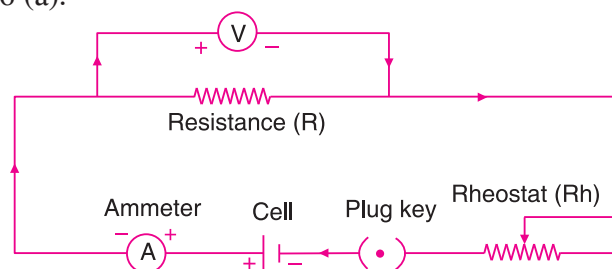 o (a).
+ V −
Resistance (R)
Ammeter Cell Plug key Rheostat (Rh)
− A + + −